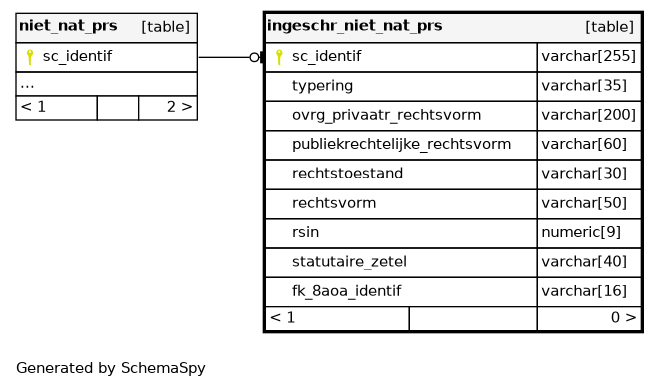 niet_nat_prs [table]
sc_identif
...
< 1 2 >
ingeschr_niet_nat_prs [table]
sc_identif varchar[255]
typering varchar[35]
ovrg_privaatr_rechtsvorm varchar[200]
publiekrechtelijke_rechtsvorm varchar[60]
rechtstoestand varchar[30]
rechtsvorm varchar[50]
rsin numeric[9]
statutaire_zetel varchar[40]
fk_8aoa_identif varchar[16]
< 1 0 >
Generated by SchemaSpy